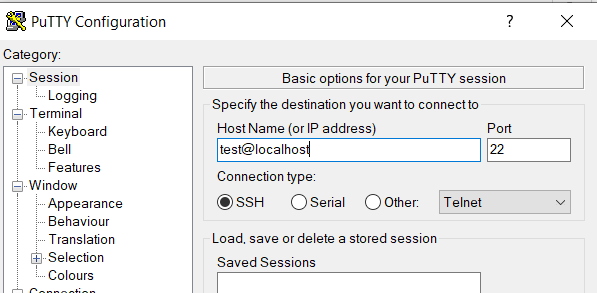 PuTTY Configuration
?
Category:
Session
Logging
Terminal
Keyboard
Bell
Features
Window
Appearance
Behaviour
Translation
Selection
Colours
Basic options for your PuTTY session
Specify the destination you want to connect to
Host Name (or IP address) Port
test@localhost 22
Connection type:
SSH Serial Other: Telnet
Load, save or delete a stored session
Saved Sessions